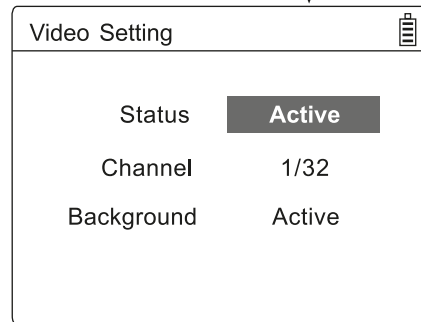 Video Setting
Status Active
Channel 1/32
Background Active